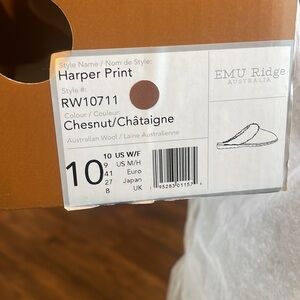 Style Name / Nom de Style:
Harper Print
Style #:
RW10711
Colour / Couleur:
Chesnut/Châtaigne
Australian Wool / Laine Australienne
EMU Ridge
AUSTRALIA
10
10 US W/F
9 US M/H
41 Euro
27 Japan
8 UK